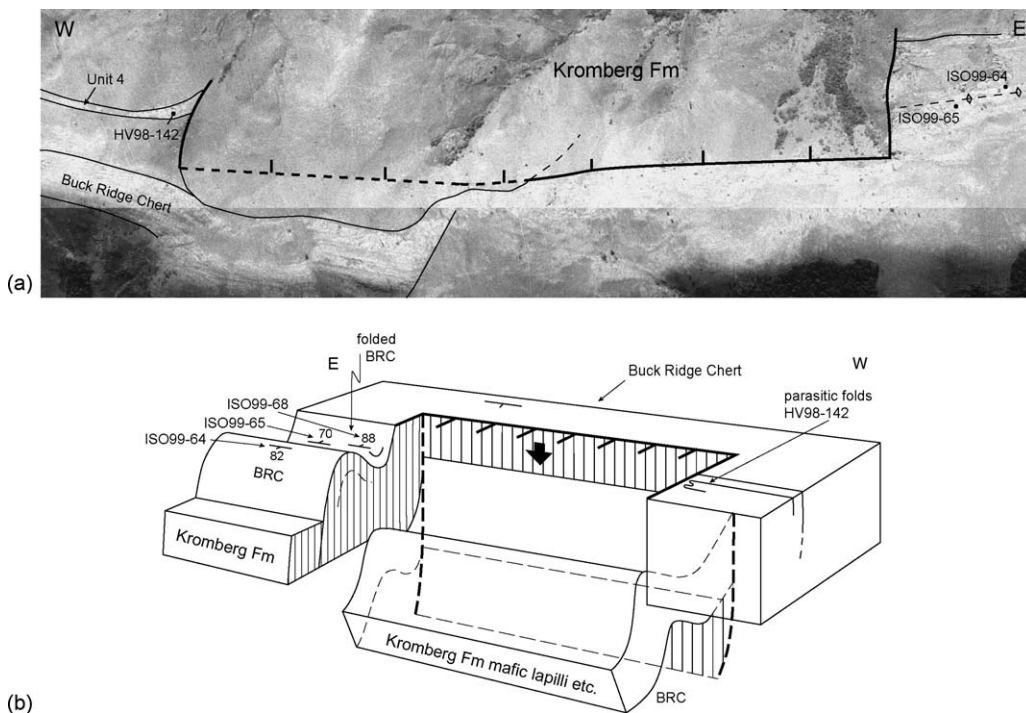 W
E
Unit 4
Kromberg Fm
ISO99-64
HV98-142
ISO99-65
Buck Ridge Chert
(a)
folded
BRC
E
W
Buck Ridge Chert
parasitic folds
HV98-142
ISO99-68
ISO99-65
ISO99-64
70
88
82
BRC
Kromberg Fm
Kromberg Fm mafic lapilli etc.
BRC
(b)